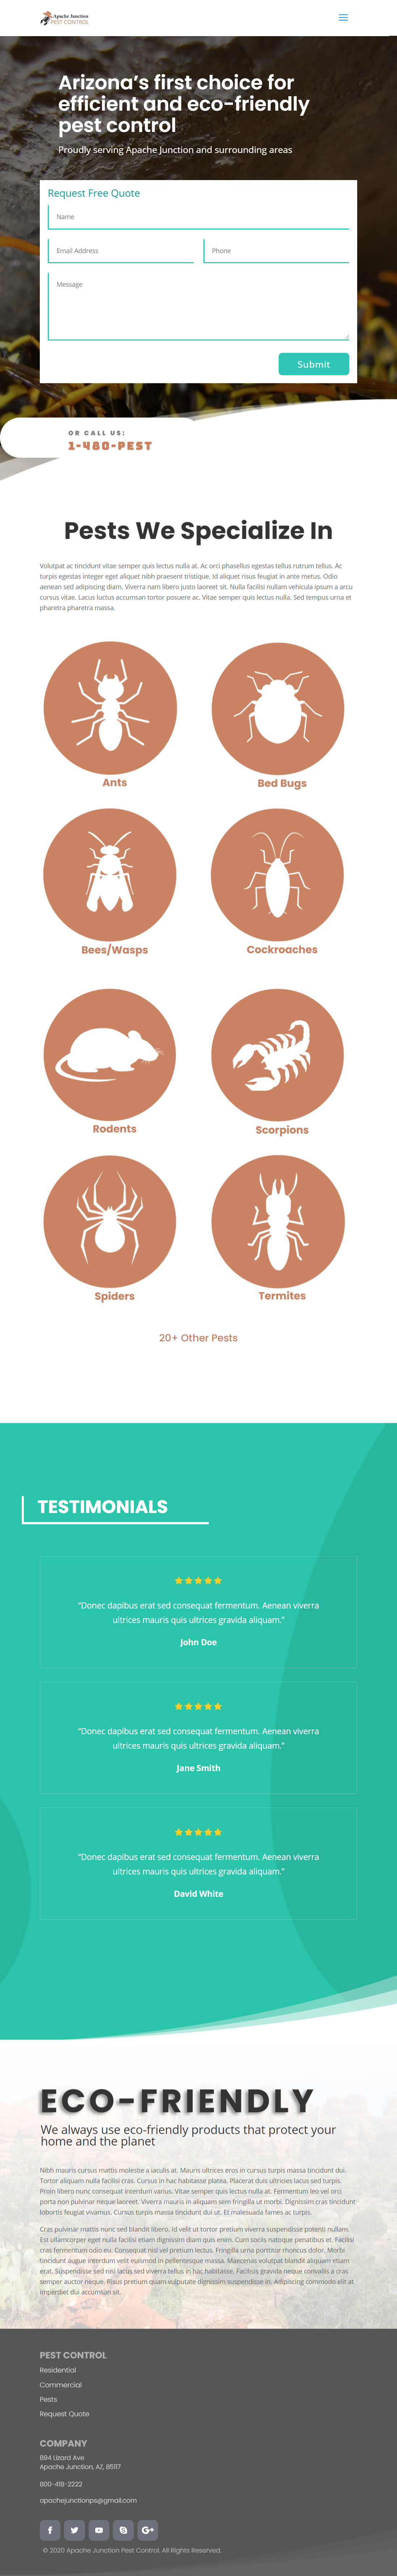 Apache Junction
PEST CONTROL
Arizona’s first choice for
efficient and eco-friendly
pest control
Proudly serving Apache Junction and surrounding areas
Request Free Quote
Name
Email Address
Phone
Message
Submit
OR CALL US:
1-480-PEST
Pests We Specialize In
Volutpat ac tincidunt vitae semper quis lectus nulla at. Ac orci phasellus egestas tellus rutrum tellus. Ac
turpis egestas integer eget aliquet nibh praesent tristique. Id aliquet risus feugiat in ante metus. Odio
aenean sed adipiscing diam. Viverra nam libero justo laoreet sit. Nulla facilisi nullam vehicula ipsum a arcu
cursus vitae. Lacus luctus accumsan tortor posuere ac. Vitae semper quis lectus nulla. Sed tempus urna et
pharetra pharetra massa.
Ants
Bed Bugs
Bees/Wasps
Cockroaches
Rodents
Scorpions
Spiders
Termites
20+ Other Pests
TESTIMONIALS
“Donec dapibus erat sed consequat fermentum. Aenean viverra
ultrices mauris quis ultrices gravida aliquam.”
John Doe
“Donec dapibus erat sed consequat fermentum. Aenean viverra
ultrices mauris quis ultrices gravida aliquam.”
Jane Smith
“Donec dapibus erat sed consequat fermentum. Aenean viverra
ultrices mauris quis ultrices gravida aliquam.”
David White
ECO-FRIENDLY
We always use eco-friendly products that protect your
home and the planet
Nibh mauris cursus mattis molestie a iaculis at. Mauris ultrices eros in cursus turpis massa tincidunt dui.
Tortor aliquam nulla facilisi cras. Cursus in hac habitasse platea. Placerat duis ultricies lacus sed turpis.
Proin libero nunc consequat interdum varius. Vitae semper quis lectus nulla at. Fermentum leo vel orci
porta non pulvinar neque laoreet. Viverra mauris in aliquam sem fringilla ut morbi. Dignissim cras tincidunt
lobortis feugiat vivamus. Cursus turpis massa tincidunt dui ut. Et malesuada fames ac turpis.
Cras pulvinar mattis nunc sed blandit libero. Id velit ut tortor pretium viverra suspendisse potenti nullam.
Est ullamcorper eget nulla facilisi etiam dignissim diam quis enim. Cum sociis natoque penatibus et. Facilisi
cras fermentum odio eu. Consequat nisl vel pretium lectus. Fringilla urna porttitor rhoncus dolor. Morbi
tincidunt augue interdum velit euismod in pellentesque massa. Maecenas volutpat blandit aliquam etiam
erat. Suspendisse sed nisi lacus sed viverra tellus in hac habitasse. Facilisis gravida neque convallis a cras
semper auctor neque. Risus pretium quam vulputate dignissim suspendisse in. Adipiscing commodo elit at
imperdiet dui accumsan sit.
PEST CONTROL
Residential
Commercial
Pests
Request Quote
COMPANY
894 Lizard Ave
Apache Junction, AZ, 85117
800-418-2222
apachejunctionps@gmail.com
© 2020 Apache Junction Pest Control. All Rights Reserved.